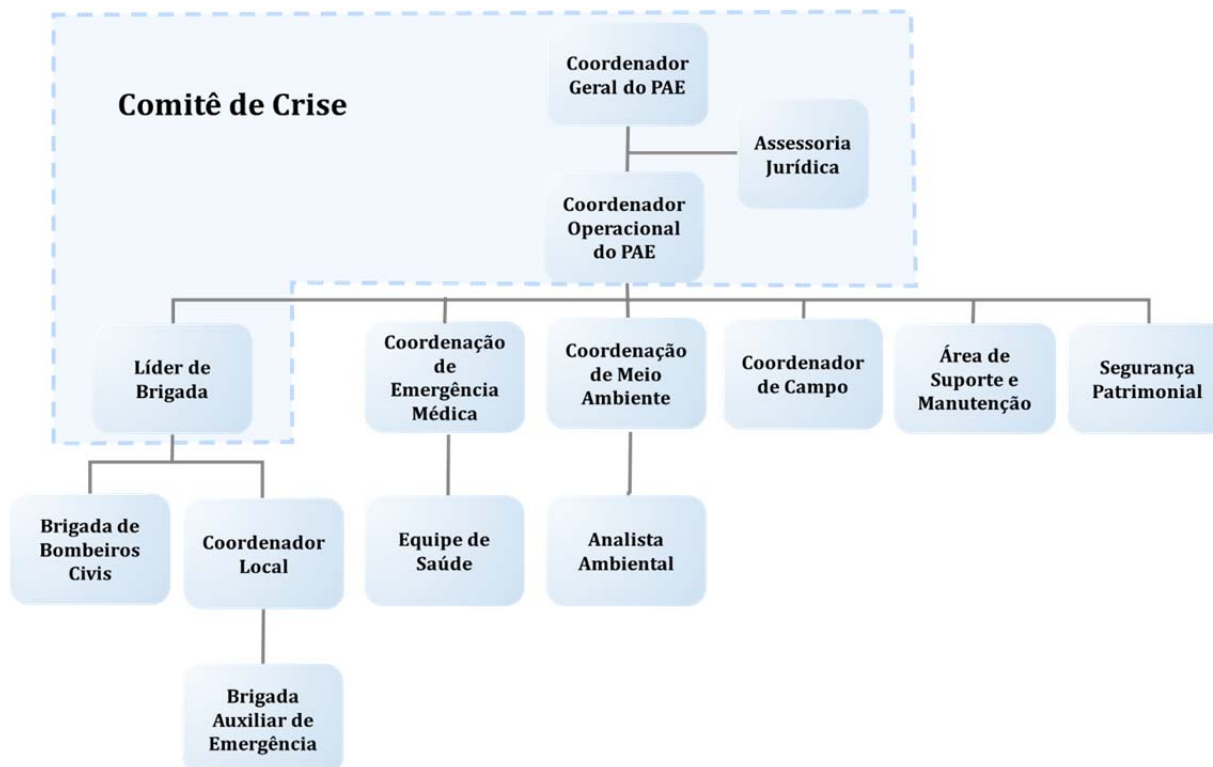 Comitê de Crise
Coordenador
Geral do PAE
Assessoria
Jurídica
Coordenador
Operacional
do PAE
Líder de
Brigada
Coordenação
de
Emergência
Médica
Coordenação
de Meio
Ambiente
Coordenador
de Campo
Área de
Suporte e
Manutenção
Segurança
Patrimonial
Brigada de
Bombeiros
Civis
Coordenador
Local
Equipe de
Saúde
Analista
Ambiental
Brigada
Auxiliar de
Emergência